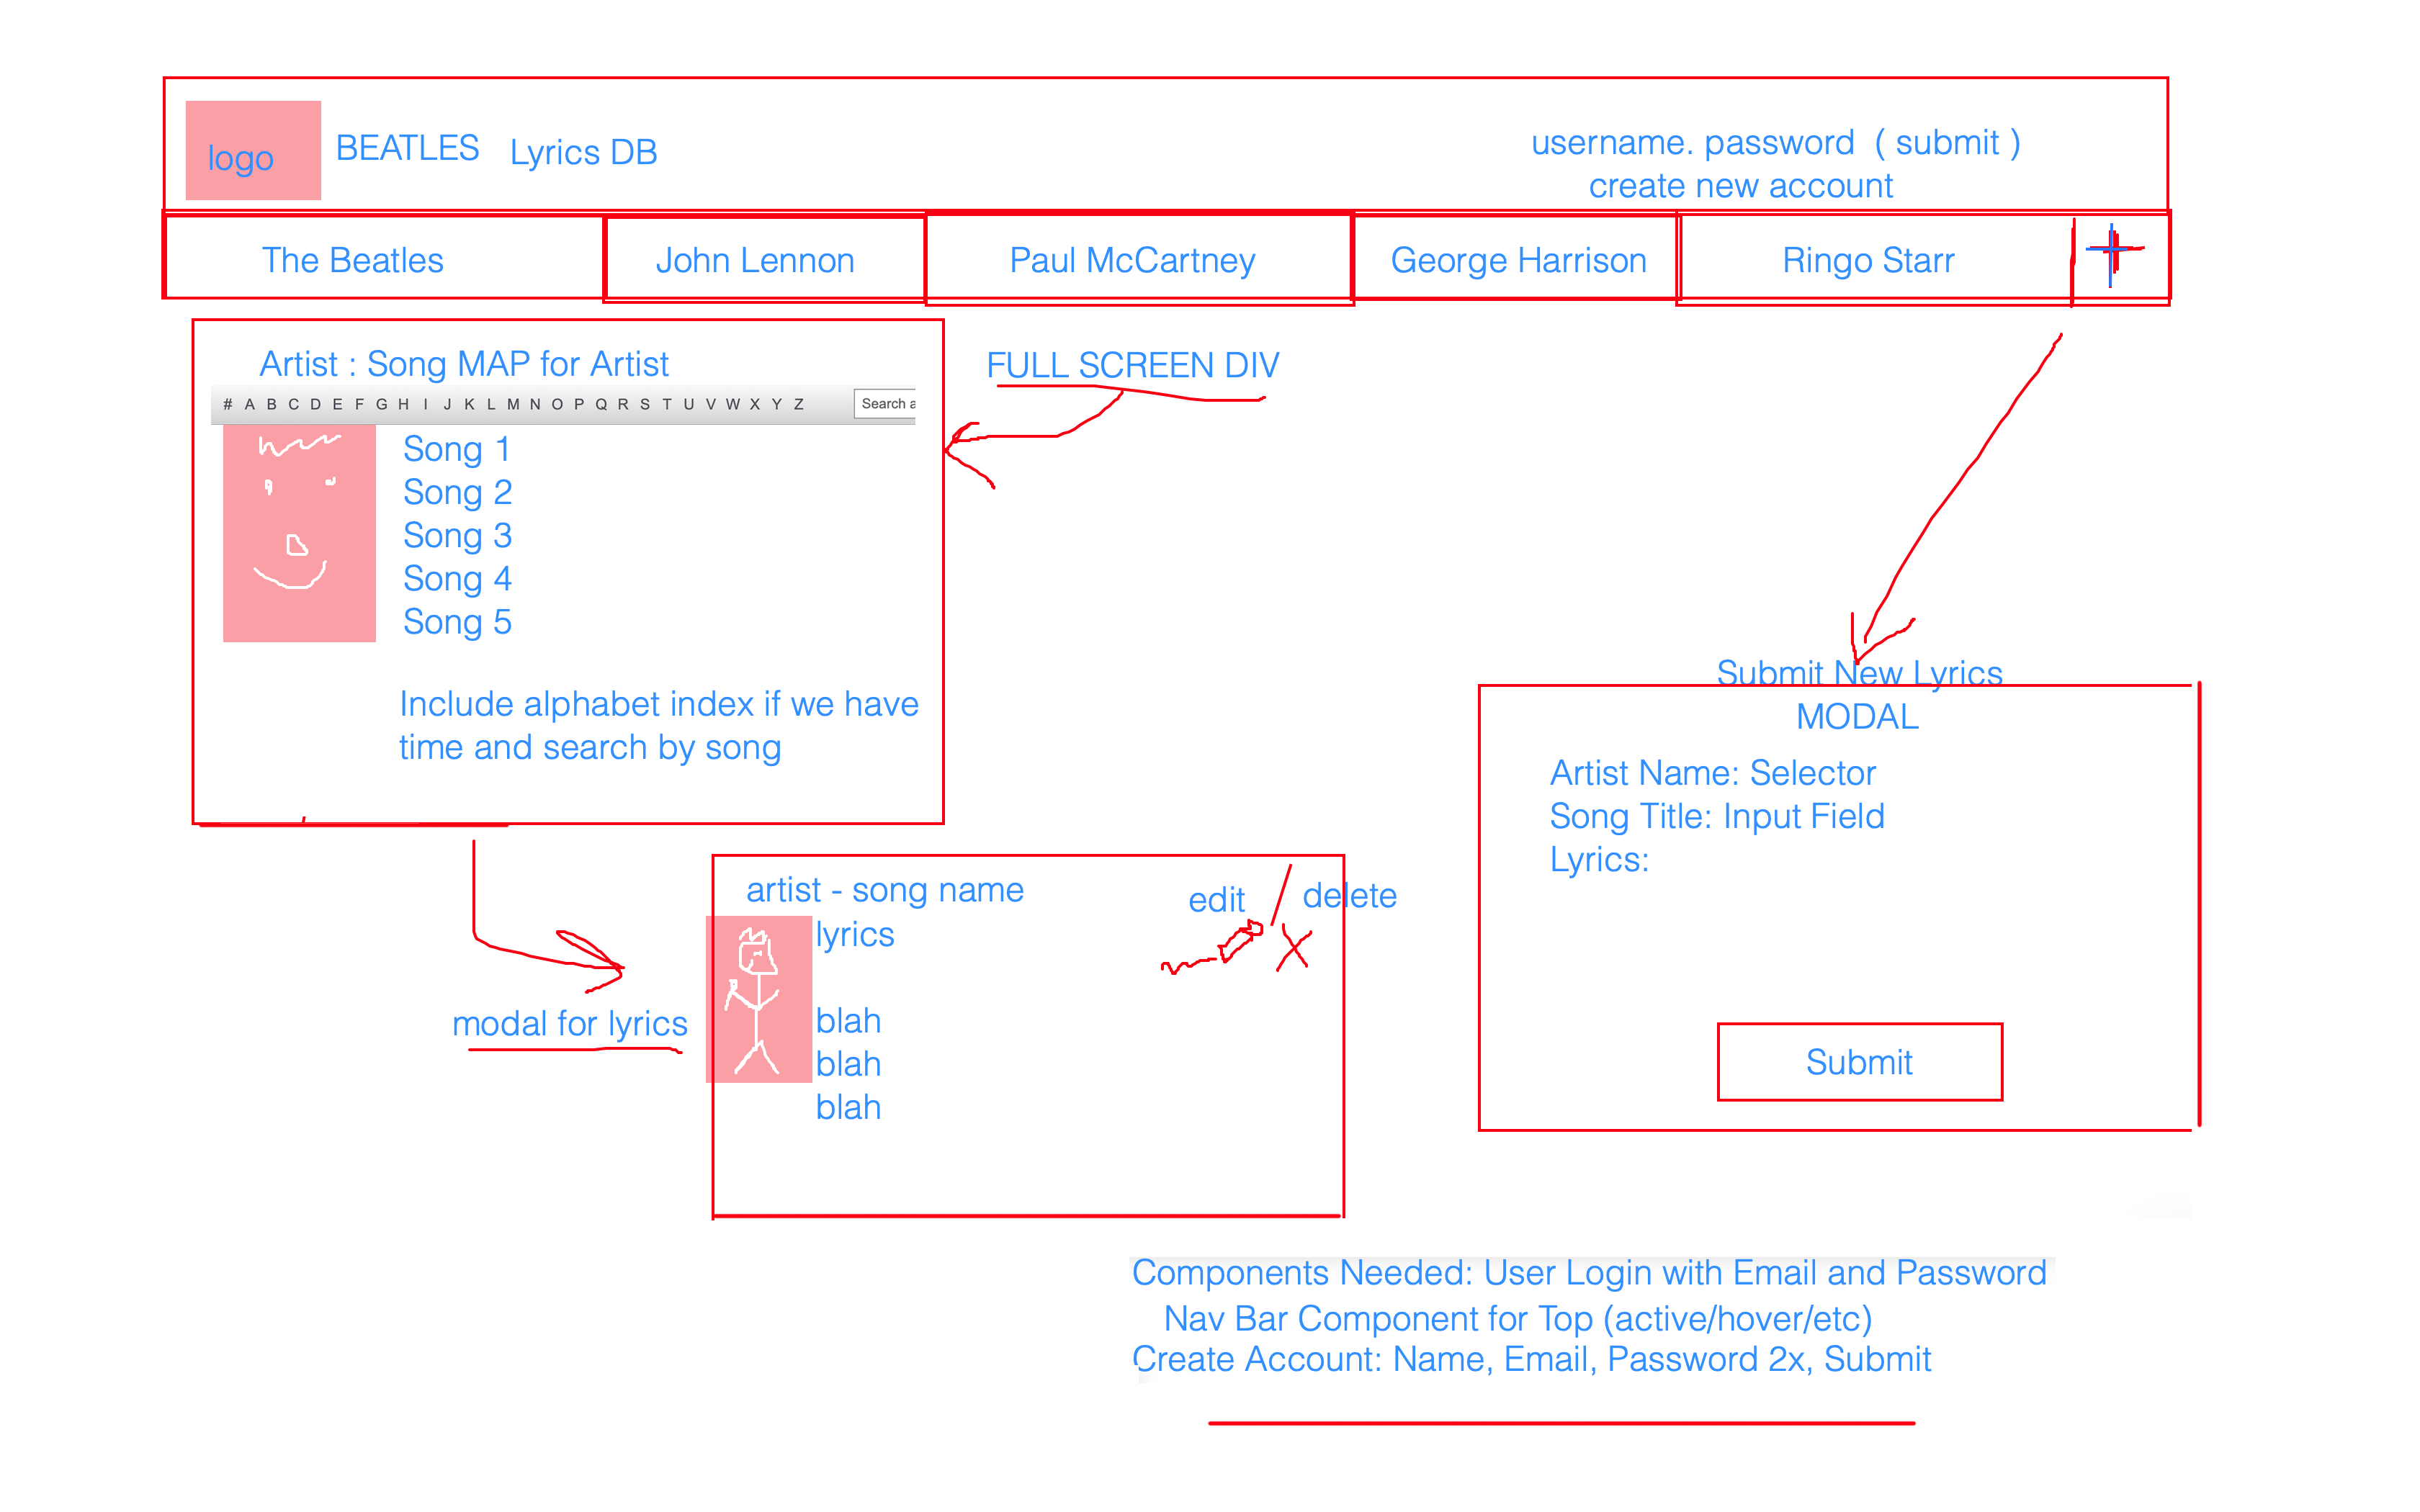 logo
BEATLES Lyrics DB
username. password ( submit )
create new account
The Beatles
John Lennon
Paul McCartney
George Harrison
Ringo Starr
Artist : Song MAP for Artist
# A B C D E F G H I J K L M N O P Q R S T U V W X Y Z
Search a
Song 1
Song 2
Song 3
Song 4
Song 5
Include alphabet index if we have
time and search by song
FULL SCREEN DIV
Submit New Lyrics
MODAL
Artist Name: Selector
Song Title: Input Field
Lyrics:
Submit
modal for lyrics
artist - song name
edit / delete
lyrics
blah
blah
blah
Components Needed: User Login with Email and Password
Nav Bar Component for Top (active/hover/etc)
Create Account: Name, Email, Password 2x, Submit